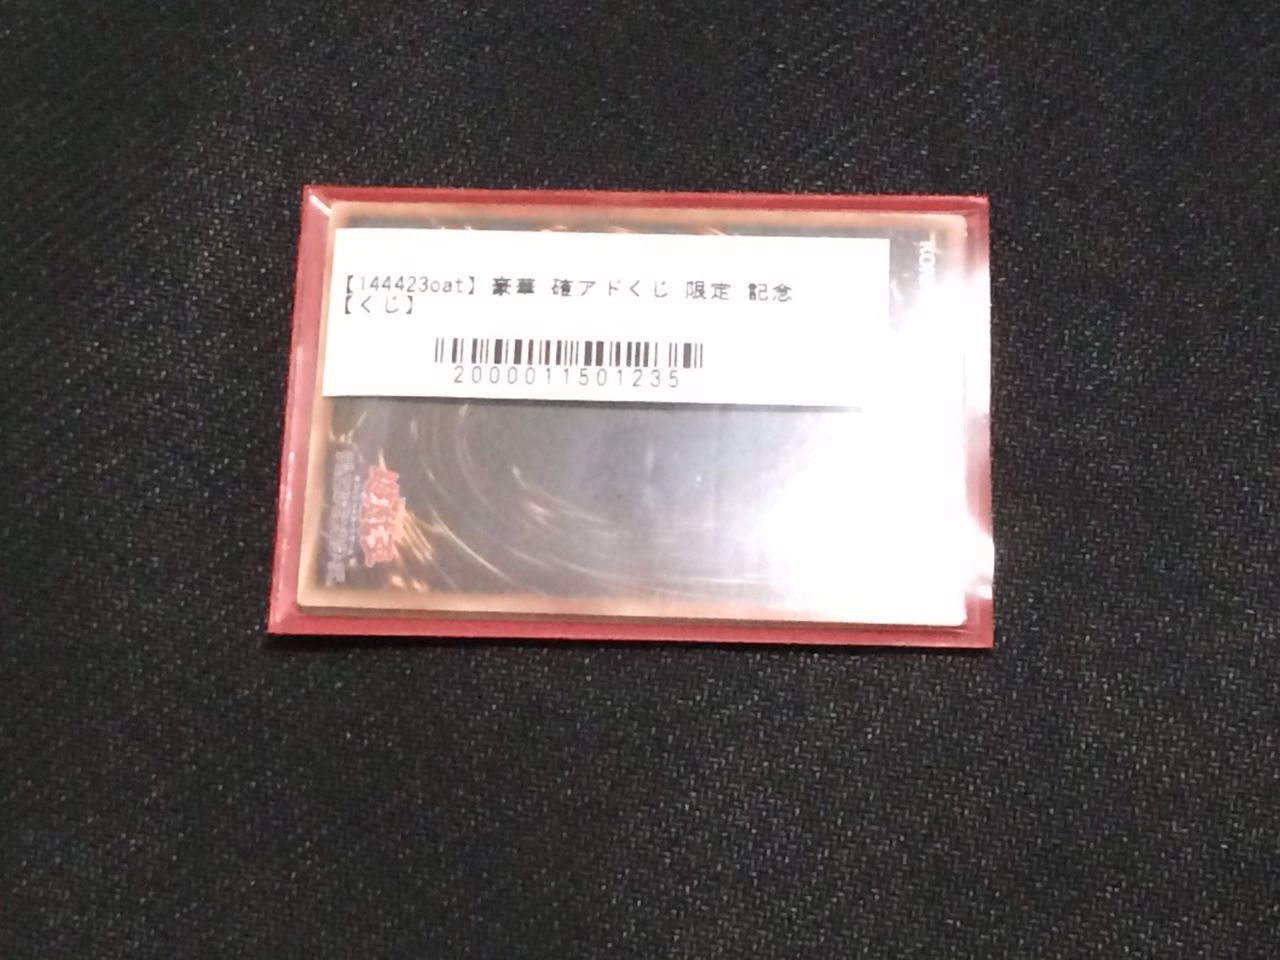 【144423oat】豪華 確アドくじ 限定 記念
【くじ】
2000011501235